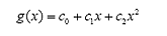 g(x) = c₀ + c₁x + c₂x²